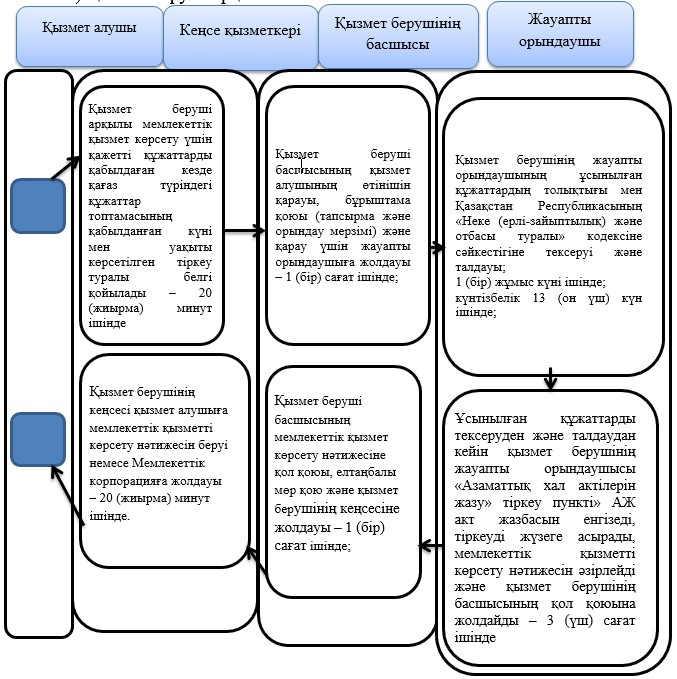 Қызмет алушы
Кеңсе қызметкері
Қызмет берушінің
басшысы
Жауапты
орындаушы
Қызмет беруші
арқылы мемлекеттік
қызмет көрсету үшін
қажетті құжаттарды
қабылдаған кезде
қағаз түріндегі
құжаттар
топтамасының
қабылданған күні
мен уақыты
көрсетілген тіркеу
туралы белгі
қойылады – 20
(жиырма) минут
ішінде
Қызмет беруші
басшысының қызмет
алушының өтінішін
қарауы, бұрыштама
қоюы (тапсырма және
орындау мерзімі) және
қарау үшін жауапты
орындаушыға жолдауы
– 1 (бір) сағат ішінде;
Қызмет берушінің жауапты
орындаушының ұсынылған
құжаттардың толықтығы мен
Қазақстан Республикасының
«Неке (ерлі-зайыптылық) және
отбасы туралы» кодексіне
сәйкестігіне тексеруі және
талдауы;
1 (бір) жұмыс күні ішінде;
күнтізбелік 13 (он үш) күн
ішінде;
Қызмет берушінің
кеңсесі қызмет алушыға
мемлекеттік қызметті
көрсету нәтижесін беруі
немесе Мемлекеттік
корпорацияға жолдауы
– 20 (жиырма) минут
ішінде.
Қызмет беруші
басшысының
мемлекеттік қызмет
көрсету нәтижесіне
қол қоюы, елтаңбалы
мөр қою және қызмет
берушінің кеңсесіне
жолдауы – 1 (бір)
сағат ішінде;
Ұсынылған құжаттарды
тексеруден және талдаудан
кейін қызмет берушінің
жауапты орындаушысы
«Азаматтық хал актілерін
жазу» тіркеу пункті» АЖ
акт жазбасын енгізеді,
тіркеуді жүзеге асырады,
мемлекеттік қызметті
көрсету нәтижесін әзірлейді
және қызмет берушінің
басшысының қол қоюына
жолдайды – 3 (үш) сағат
ішінде